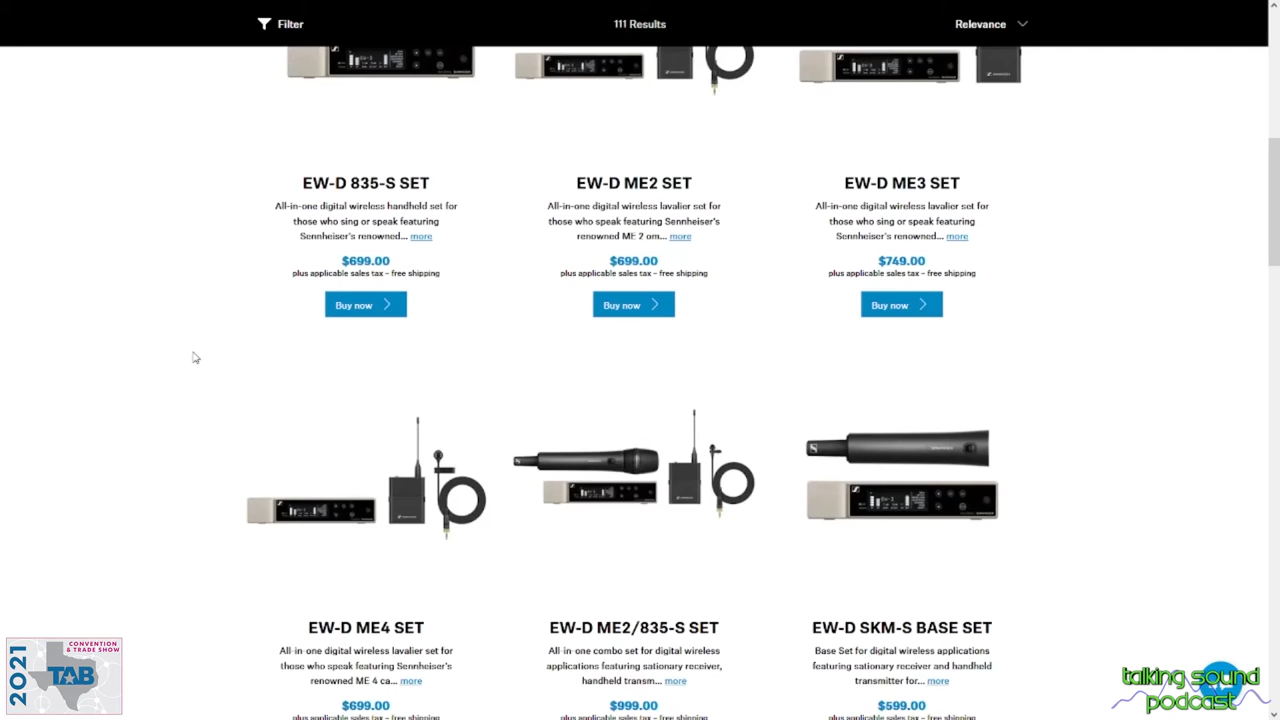 Filter
111 Results
Relevance
EW-D 835-S SET
EW-D ME2 SET
EW-D ME3 SET
All-in-one digital wireless handheld set for
those who sing or speak featuring
Sennheiser's renowned... more
All-in-one digital wireless lavalier set for
those who speak featuring Sennheiser's
renowned ME 2 om... more
All-in-one digital wireless lavalier set for
those who sing or speak featuring
Sennheiser's renowned... more
$699.00
plus applicable sales tax – free shipping
$699.00
plus applicable sales tax – free shipping
$749.00
plus applicable sales tax – free shipping
Buy now
Buy now
Buy now
EW-D ME4 SET
EW-D ME2/835-S SET
EW-D SKM-S BASE SET
All-in-one digital wireless lavalier set for
those who speak featuring Sennheiser's
renowned ME 4 ca... more
All-in-one combo set for digital wireless
applications featuring sationary receiver,
handheld transm... more
Base Set for digital wireless applications
featuring sationary receiver and handheld
transmitter for... more
$699.00
plus applicable sales tax – free shipping
$999.00
plus applicable sales tax – free shipping
$599.00
plus applicable sales tax – free shipping
2021
CONVENTION
& TRADE SHOW
TAB
talking sound
podcast